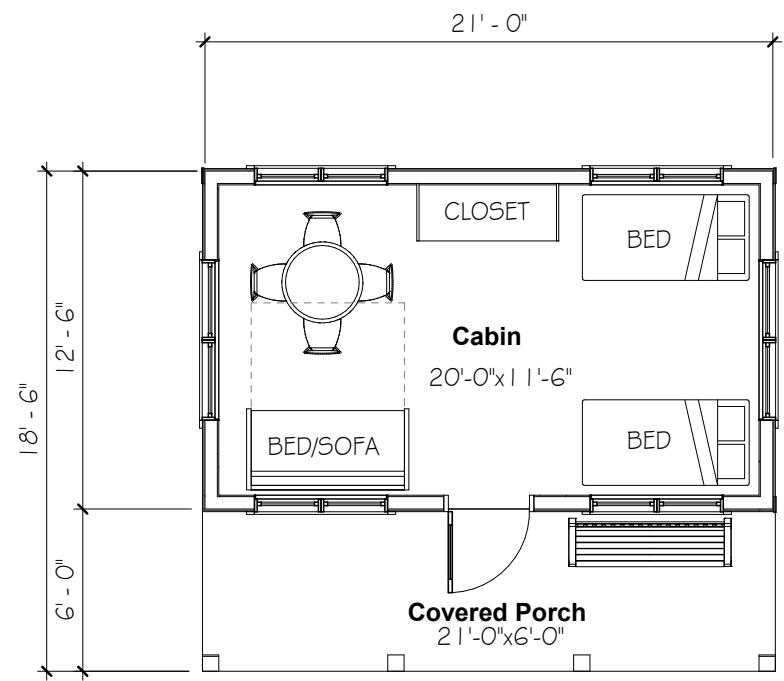 21' - 0"
CLOSET
BED
12' - 6"
18' - 6"
Cabin
20'-0"x11'-6"
BED/SOFA
BED
6' - 0"
Covered Porch
21'-0"x6'-0"